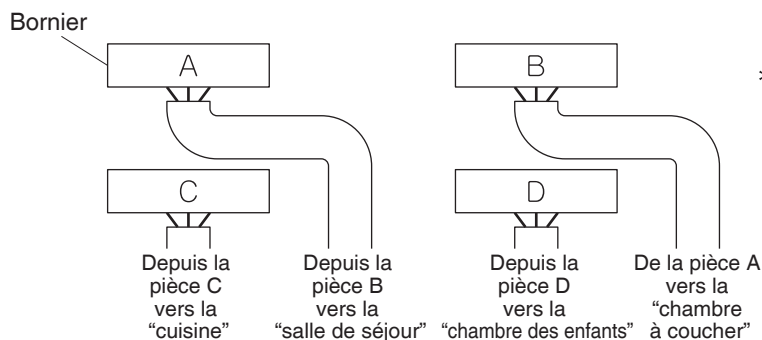 Bornier
A
B
C
D
Depuis la
pièce C
vers la
“cuisine”
Depuis la
pièce B
vers la
“salle de séjour”
Depuis la
pièce D
vers la
“chambre des enfants”
De la pièce A
vers la
“chambre
à coucher”